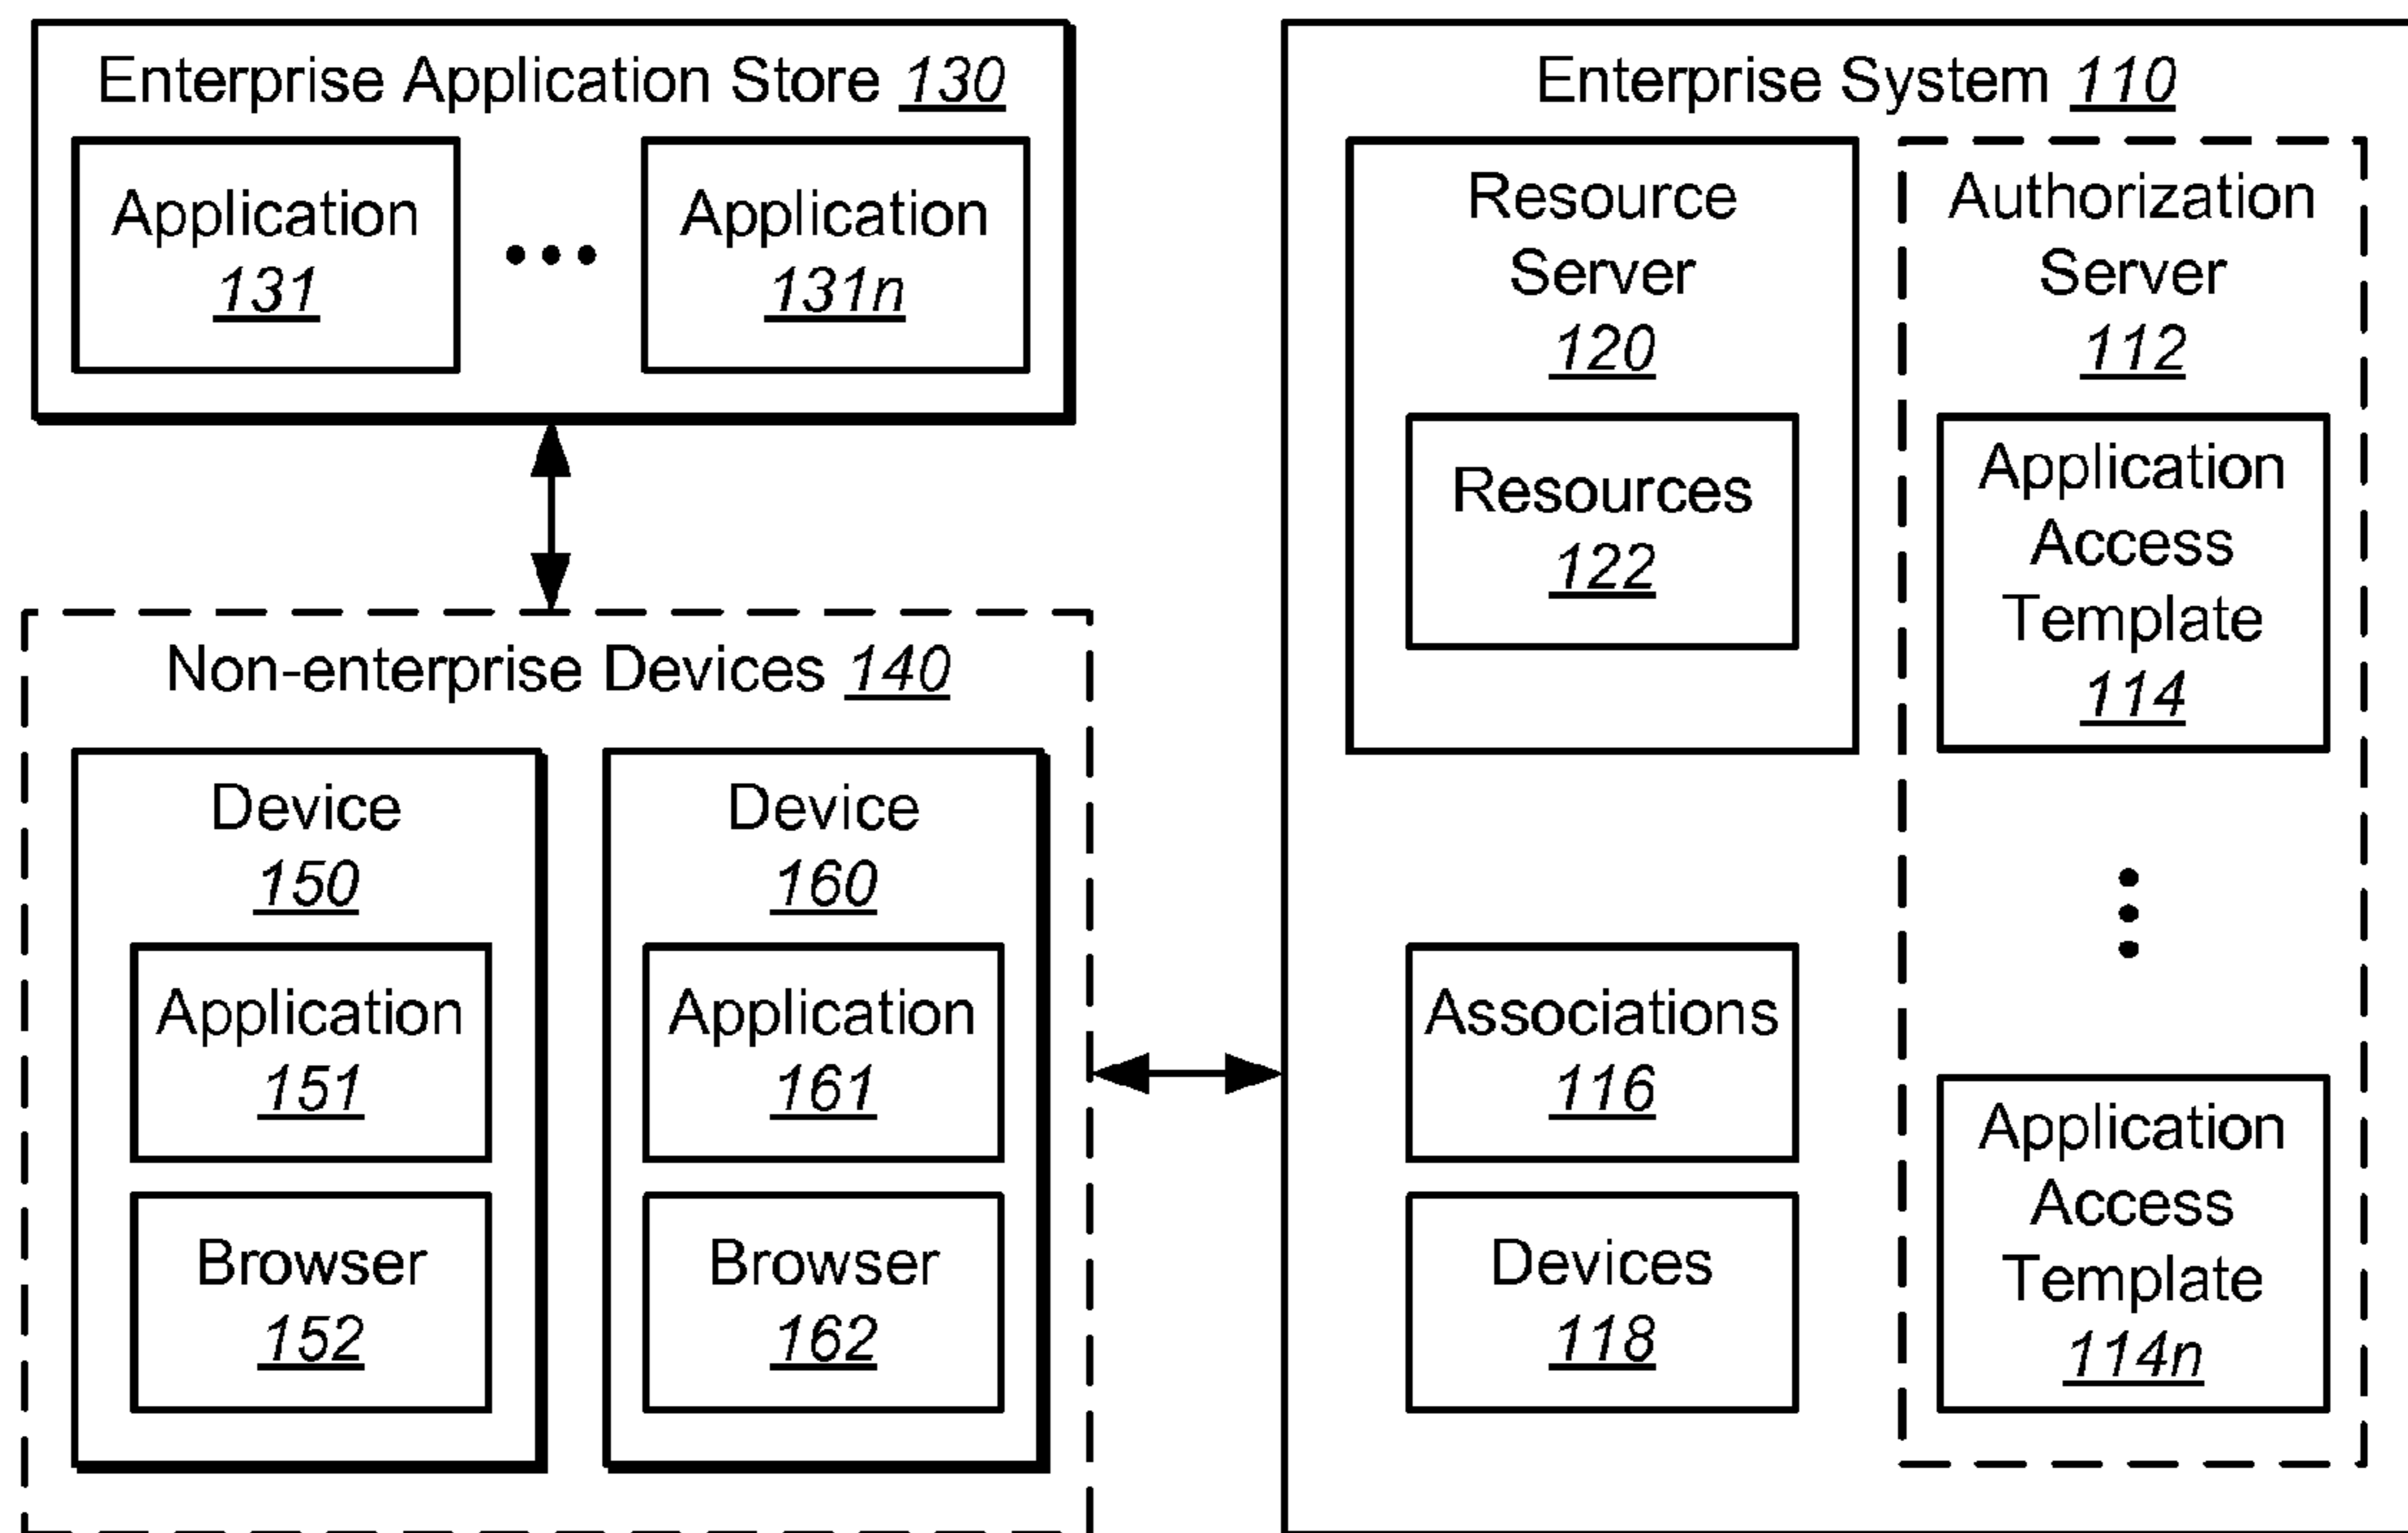 Enterprise Application Store 130
Application
131
Application
131n
Non-enterprise Devices 140
Device
150
Application
151
Browser
152
Device
160
Application
161
Browser
162
Enterprise System 110
Resource
Server
120
Resources
122
Associations
116
Devices
118
Authorization
Server
112
Application
Access
Template
114
Application
Access
Template
114n